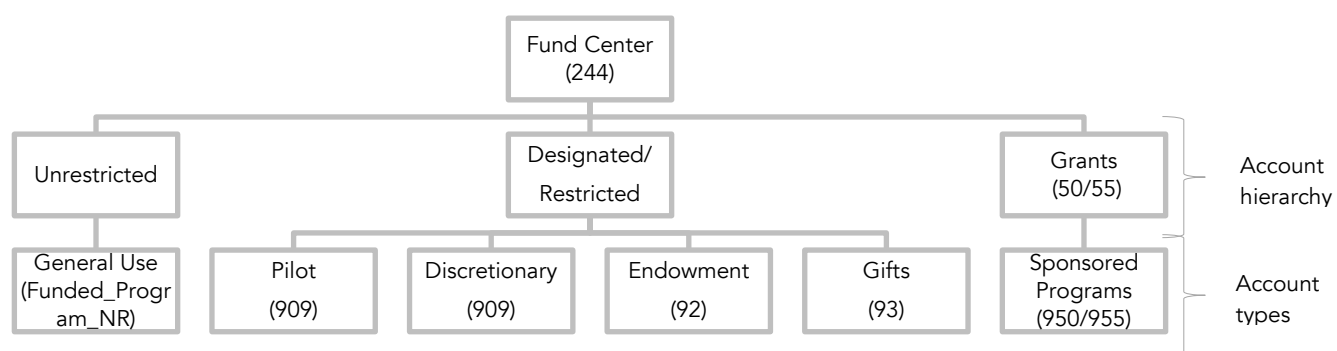 Fund Center
(244)
Unrestricted
Designated/
Restricted
Grants
(50/55)
Account
hierarchy
General Use
(Funded_Progr
am_NR)
Pilot
(909)
Discretionary
(909)
Endowment
(92)
Gifts
(93)
Sponsored
Programs
(950/955)
Account
types